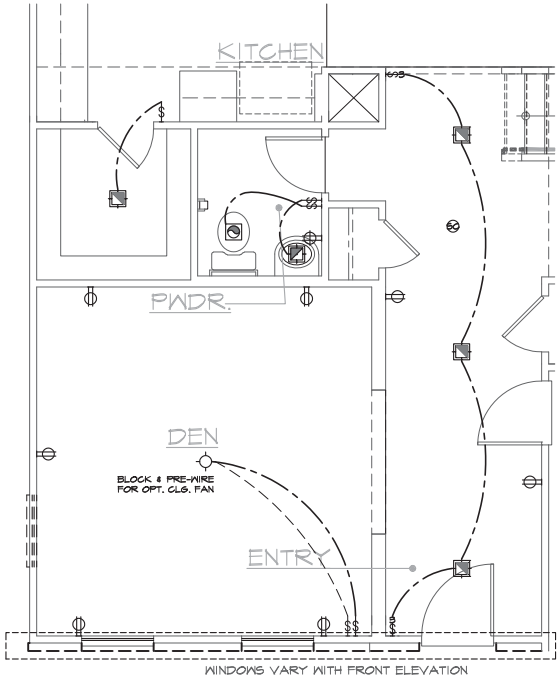 KITCHEN
PWDR.
DEN
BLOCK & PRE-WIRE
FOR OPT. CLG. FAN
ENTRY
WINDOWS VARY WITH FRONT ELEVATION